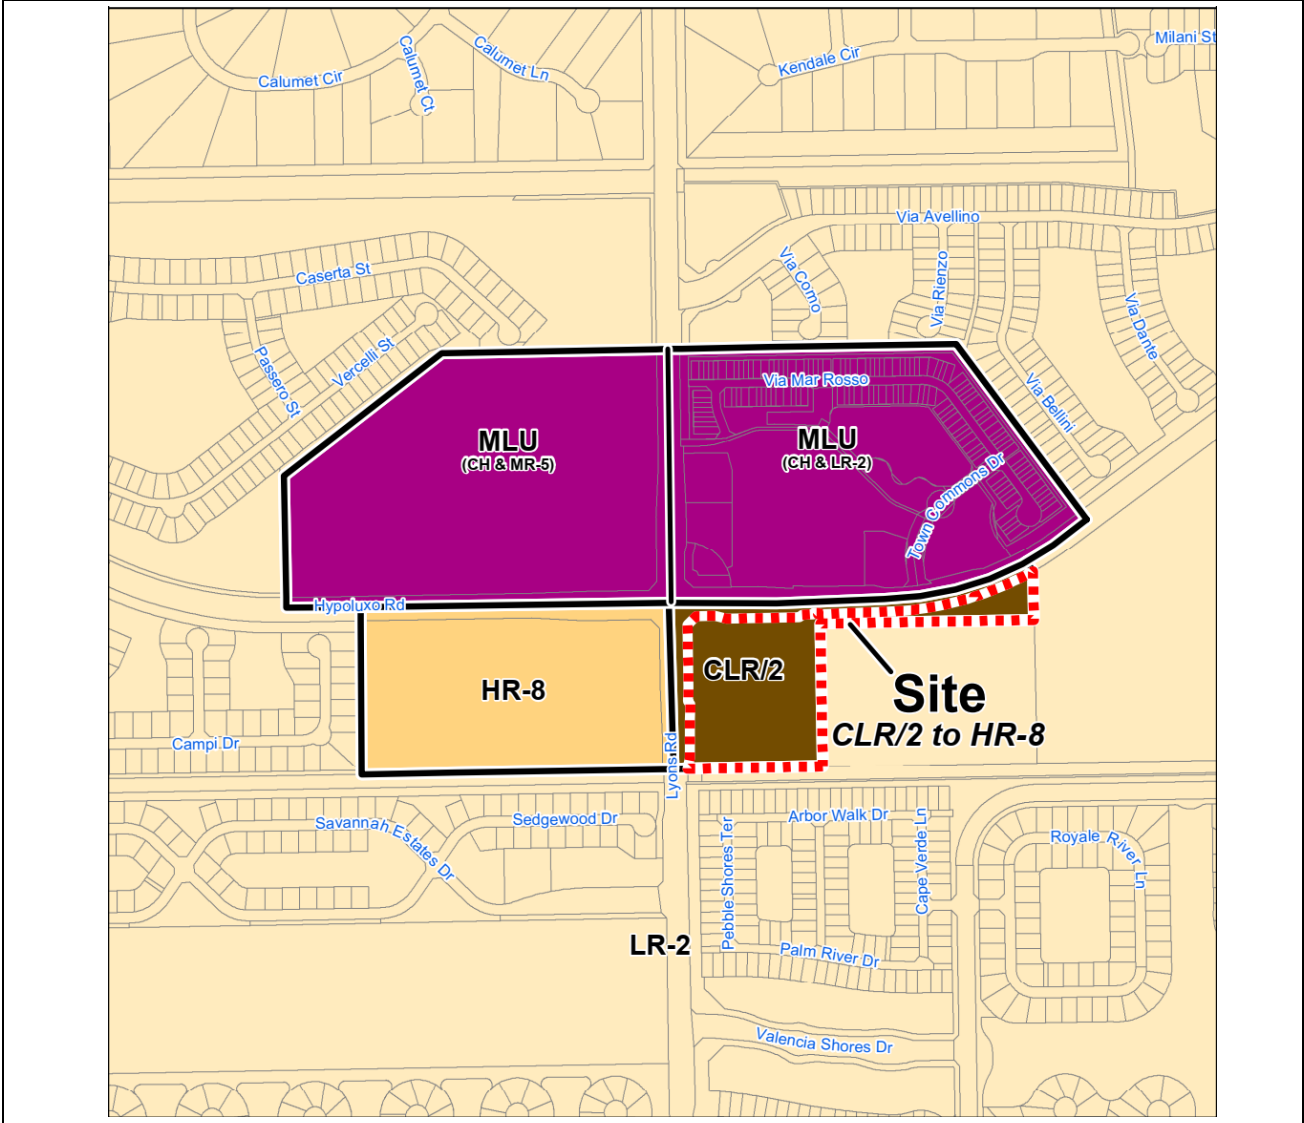 Milani St
Calumet Cir
Calumet Ct
Calumet Ln
Kendale Cir
Via Avellino
Caserta St
Via Como
Via Rienzo
Via Dante
Passero St
Vercelli St
Via Mar Rosso
Via Bellini
MLU
(CH & MR-5)
MLU
(CH & LR-2)
Town Commons Dr
Hypoluxo Rd
HR-8
CLR/2
Site
CLR/2 to HR-8
Campi Dr
Lyons Rd
Savannah Estates Dr
Sedgewood Dr
Pebble Shores Ter
Arbor Walk Dr
Cape Verde Ln
Royale River Ln
LR-2
Palm River Dr
Valencia Shores Dr